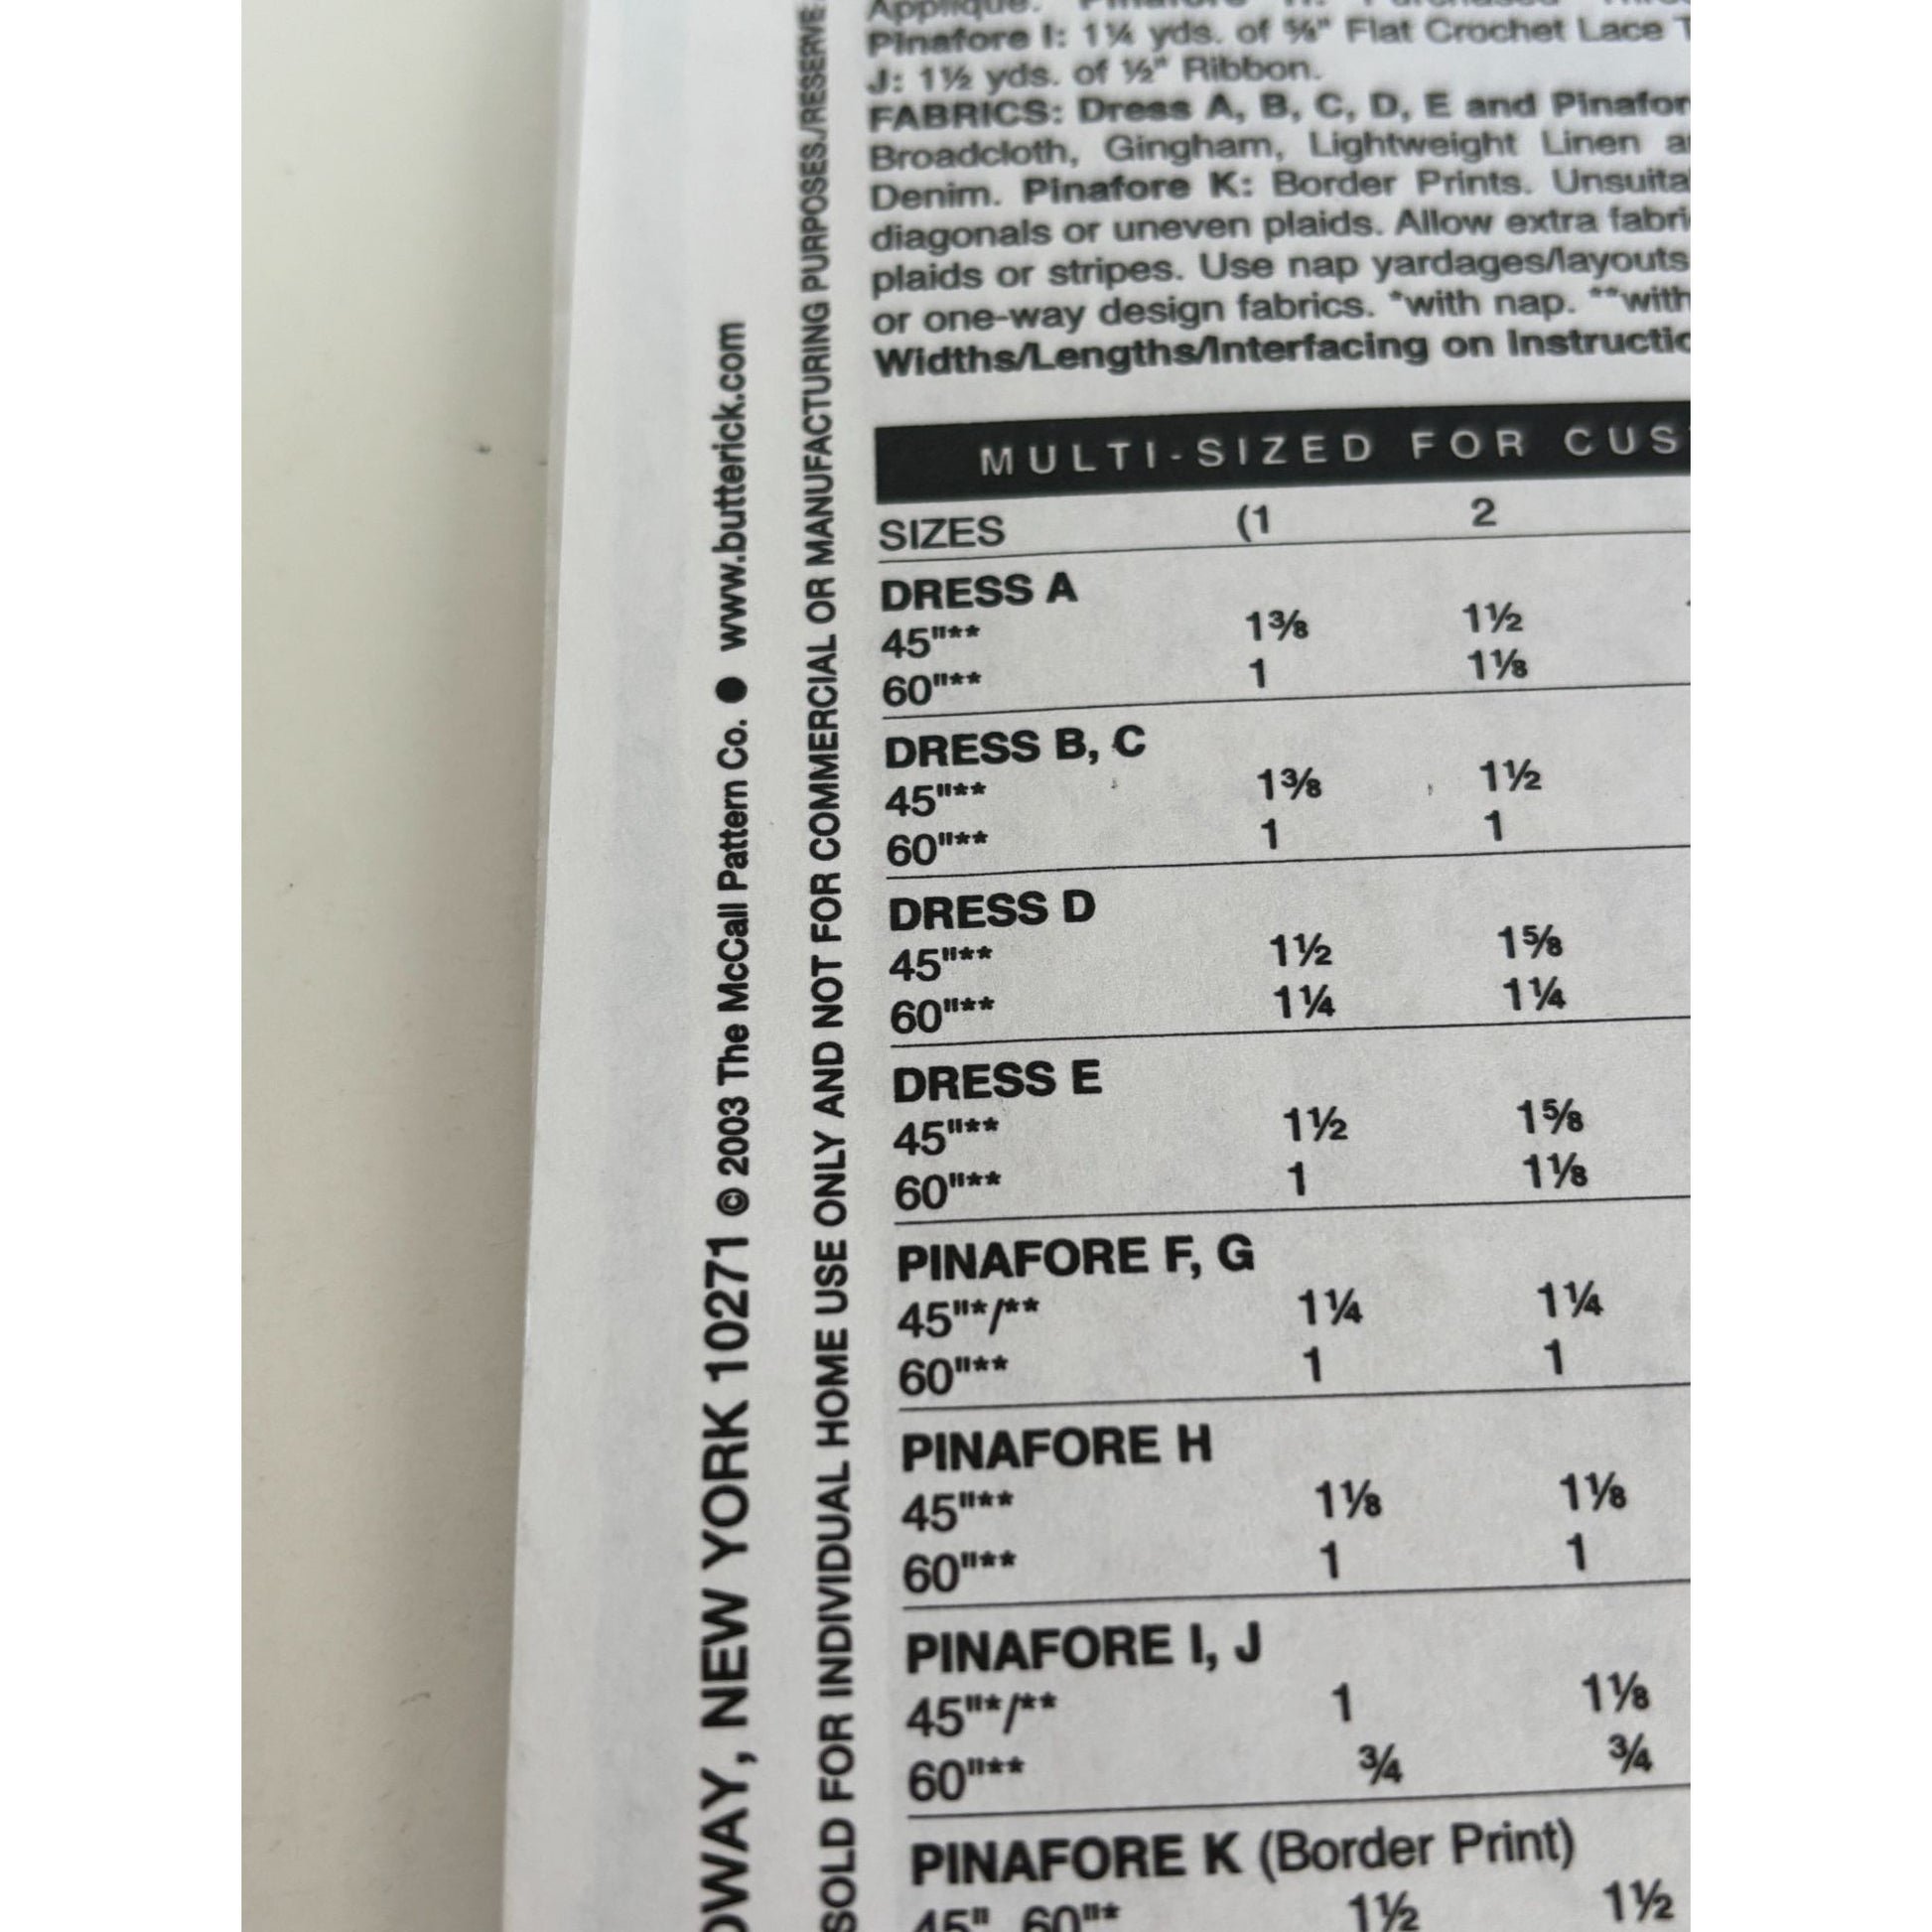 Appliqué. Pinafore H: Purchased
Pinafore I: 1¼ yds. of ⅝" Flat Crochet Lace
J: 1½ yds. of ½" Ribbon.
FABRICS: Dress A, B, C, D, E and Pinafor
Broadcloth, Gingham, Lightweight Linen a
Denim. Pinafore K: Border Prints. Unsuita
diagonals or uneven plaids. Allow extra fabri
plaids or stripes. Use nap yardages/layouts
or one-way design fabrics. *with nap. **with
Widths/Lengths/Interfacing on Instructi
MULTI-SIZED FOR CUS
SIZES (1 2
DRESS A
45"** 1⅜ 1½
60"** 1 1⅛
DRESS B, C
45"** 1⅜ 1½
60"** 1 1
DRESS D
45"** 1½ 1⅝
60"** 1¼ 1¼
DRESS E
45"** 1½ 1⅝
60"** 1 1⅛
PINAFORE F, G
45"*/** 1¼ 1¼
60"** 1 1
PINAFORE H
45"** 1⅛ 1⅛
60"** 1 1
PINAFORE I, J
45"*/** 1 1⅛
60"** ¾ ¾
PINAFORE K (Border Print)
45", 60"* 1½ 1½
DWAY, NEW YORK 10271 © 2003 The McCall Pattern Co. ● www.butterick.com
SOLD FOR INDIVIDUAL HOME USE ONLY AND NOT FOR COMMERCIAL OR MANUFACTURING PURPOSES./RESERVE